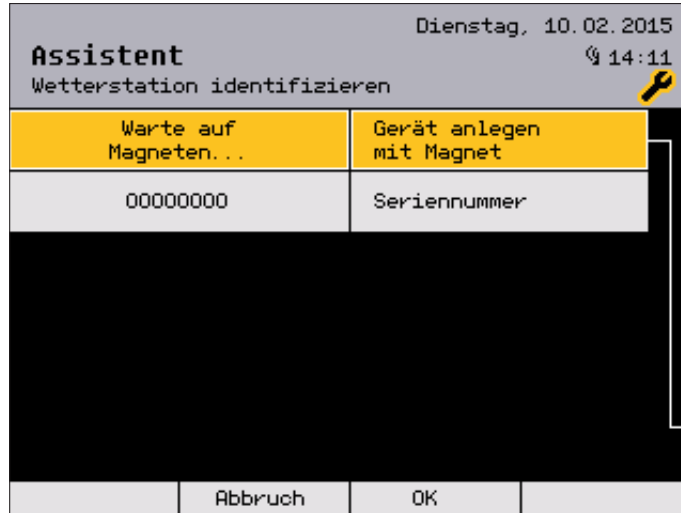 Dienstag, 10.02.2015
Assistent
14:11
Wetterstation identifizieren
Warte auf
Magneten...
Gerät anlegen
mit Magnet
00000000
Seriennummer
Abbruch
OK